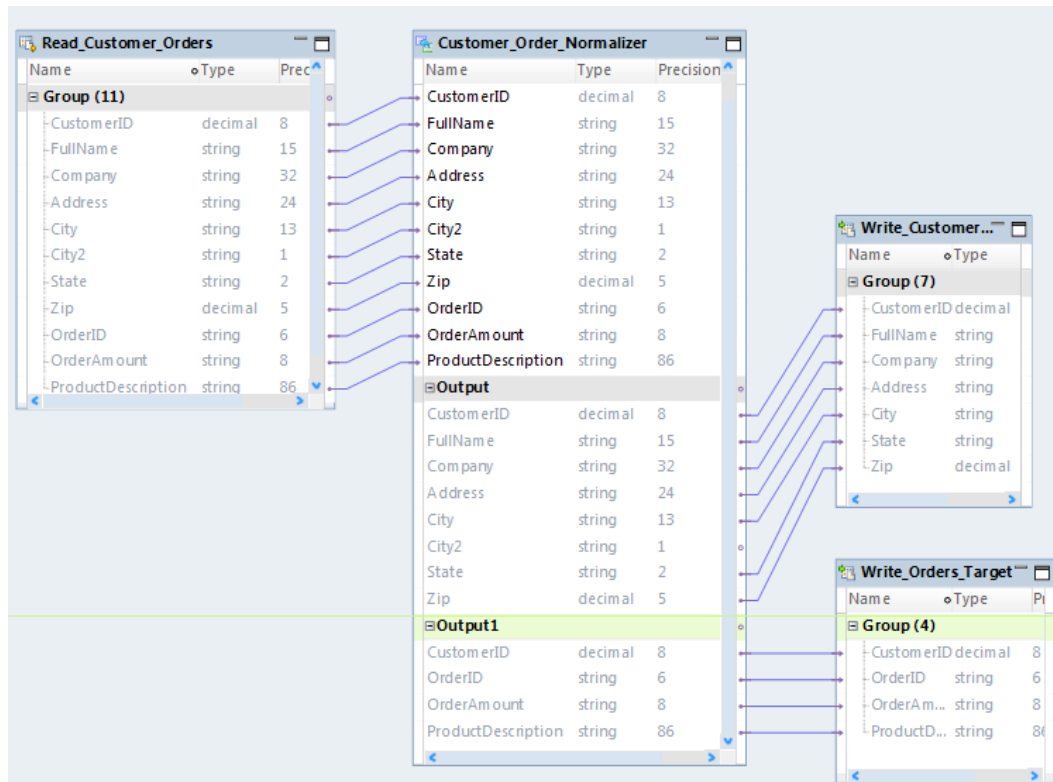 Read_Customer_Orders
Name Type Prec
Group (11)
CustomerID decimal 8
FullName string 15
Company string 32
Address string 24
City string 13
City2 string 1
State string 2
Zip decimal 5
OrderID string 6
OrderAmount string 8
ProductDescription string 86
Customer_Order_Normalizer
Name Type Precision
CustomerID decimal 8
FullName string 15
Company string 32
Address string 24
City string 13
City2 string 1
State string 2
Zip decimal 5
OrderID string 6
OrderAmount string 8
ProductDescription string 86
Output
CustomerID decimal 8
FullName string 15
Company string 32
Address string 24
City string 13
City2 string 1
State string 2
Zip decimal 5
Output1
CustomerID decimal 8
OrderID string 6
OrderAmount string 8
ProductDescription string 86
Write_Customer...
Name Type
Group (7)
CustomerID decimal
FullName string
Company string
Address string
City string
State string
Zip decimal
Write_Orders_Target
Name Type P
Group (4)
CustomerID decimal 8
OrderID string 6
OrderAm... string 8
ProductD... string 86